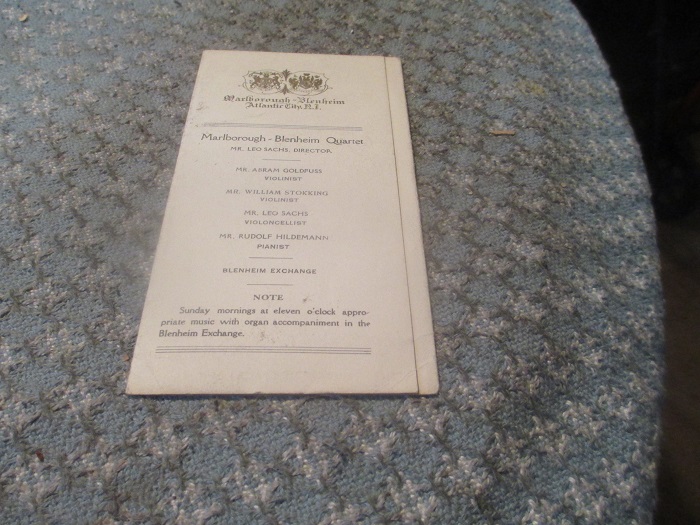 Marlborough-Blenheim
Atlantic City, N.J.
Marlborough-Blenheim Quartet
MR. LEO SACHS, DIRECTOR
MR. ABRAM GOLDFUSS
VIOLINIST
MR. WILLIAM STOKKING
VIOLINIST
MR. LEO SACHS
VIOLONCELLIST
MR. RUDOLF HILDEMANN
PIANIST
BLENHEIM EXCHANGE
NOTE
Sunday mornings at eleven o'clock appro-
priate music with organ accompaniment in the
Blenheim Exchange.